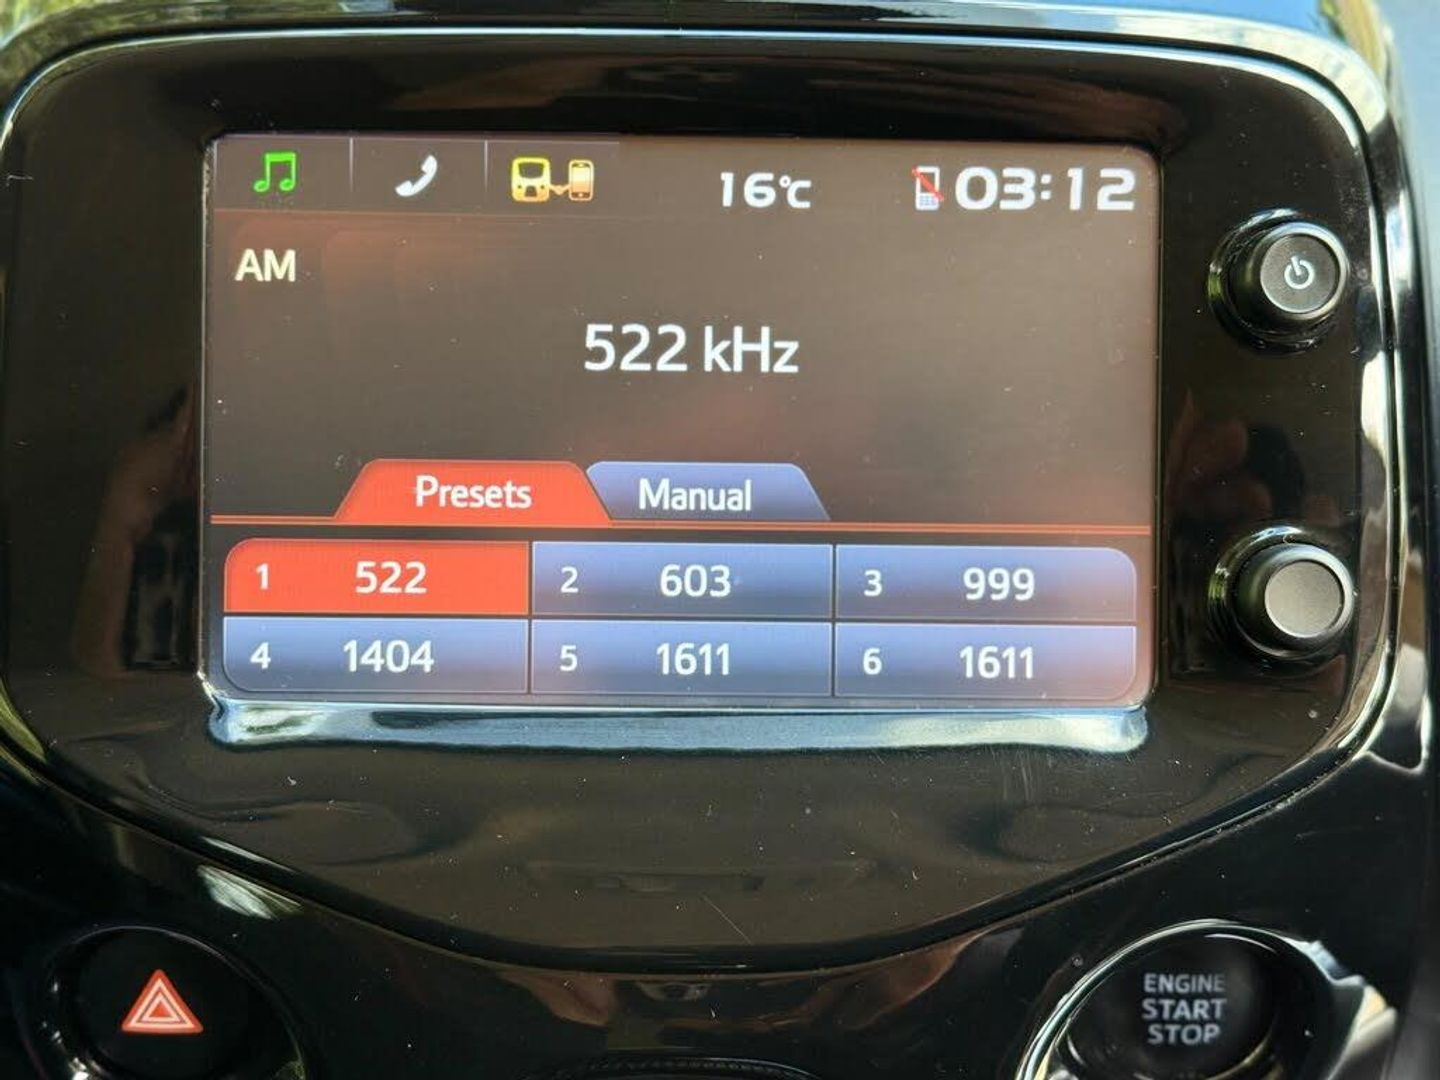 16°C 03:12
AM
522 kHz
Presets Manual
1 522 2 603 3 999
4 1404 5 1611 6 1611
ENGINE
START
STOP